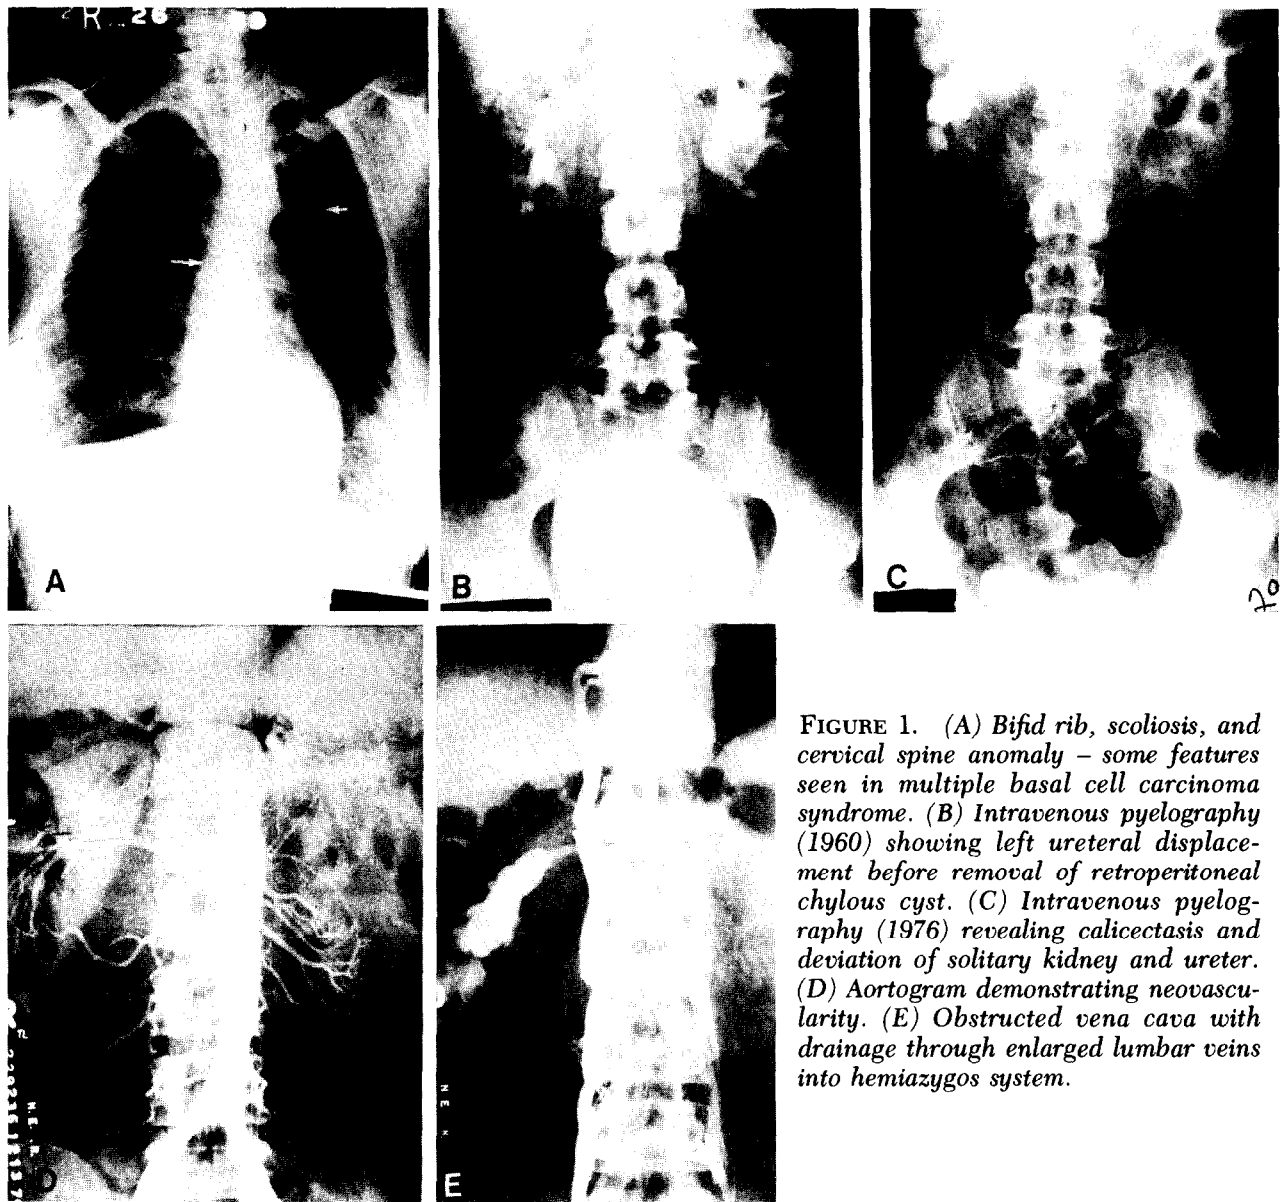 R 26
A
B
C
70
D
N.E.
E
FIGURE 1. (A) Bifid rib, scoliosis, and
cervical spine anomaly – some features
seen in multiple basal cell carcinoma
syndrome. (B) Intravenous pyelography
(1960) showing left ureteral displace-
ment before removal of retroperitoneal
chylous cyst. (C) Intravenous pyelog-
raphy (1976) revealing calicectasis and
deviation of solitary kidney and ureter.
(D) Aortogram demonstrating neovascu-
larity. (E) Obstructed vena cava with
drainage through enlarged lumbar veins
into hemiazygos system.